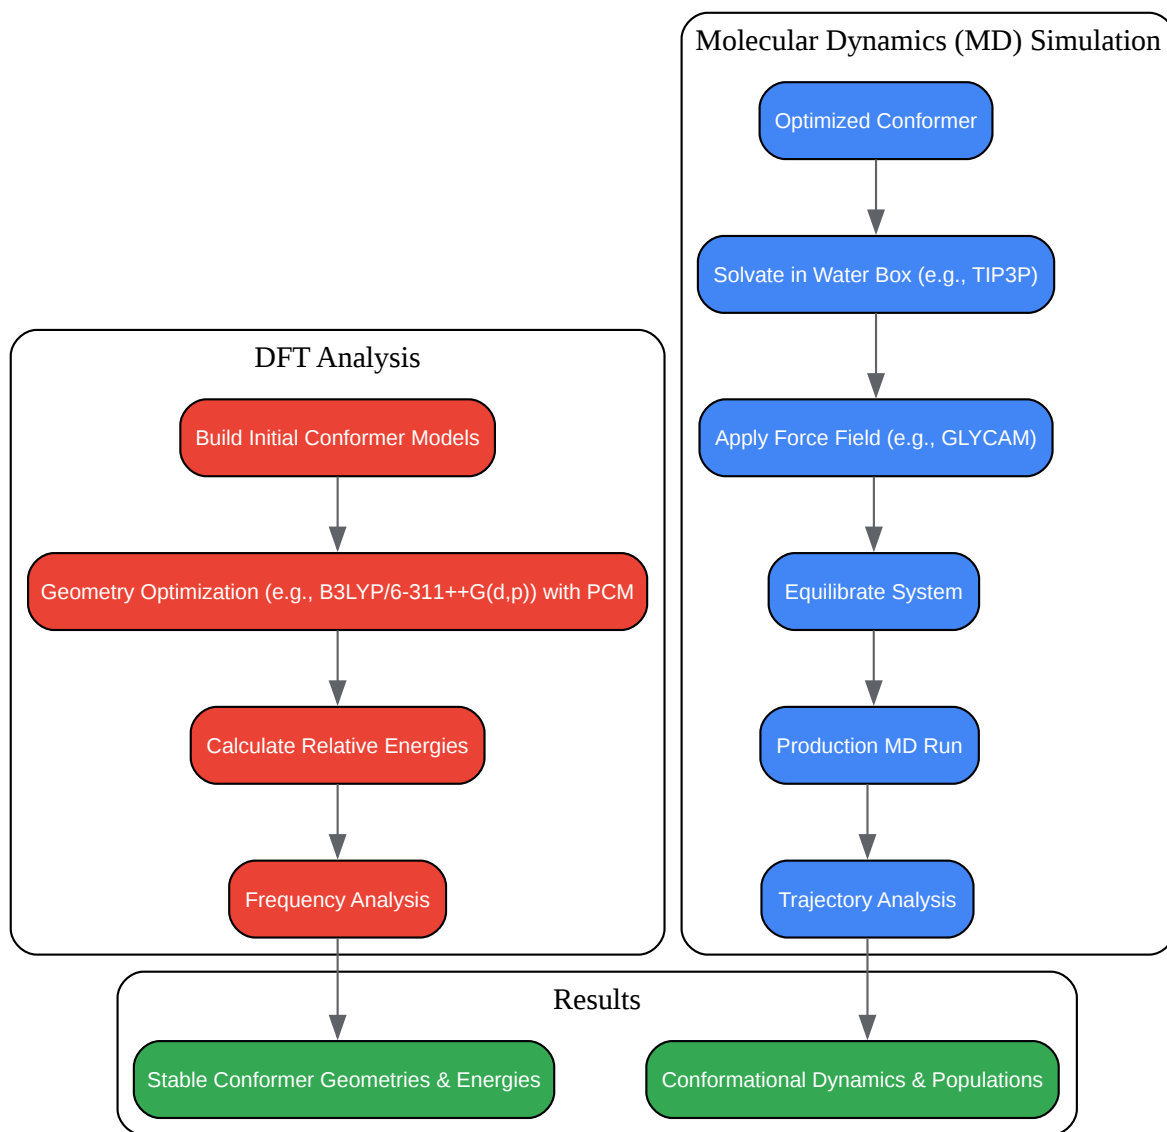 Molecular Dynamics (MD) Simulation
Optimized Conformer
Solvate in Water Box (e.g., TIP3P)
Apply Force Field (e.g., GLYCAM)
Equilibrate System
Production MD Run
Trajectory Analysis
DFT Analysis
Build Initial Conformer Models
Geometry Optimization (e.g., B3LYP/6-311++G(d,p)) with PCM
Calculate Relative Energies
Frequency Analysis
Results
Stable Conformer Geometries & Energies
Conformational Dynamics & Populations